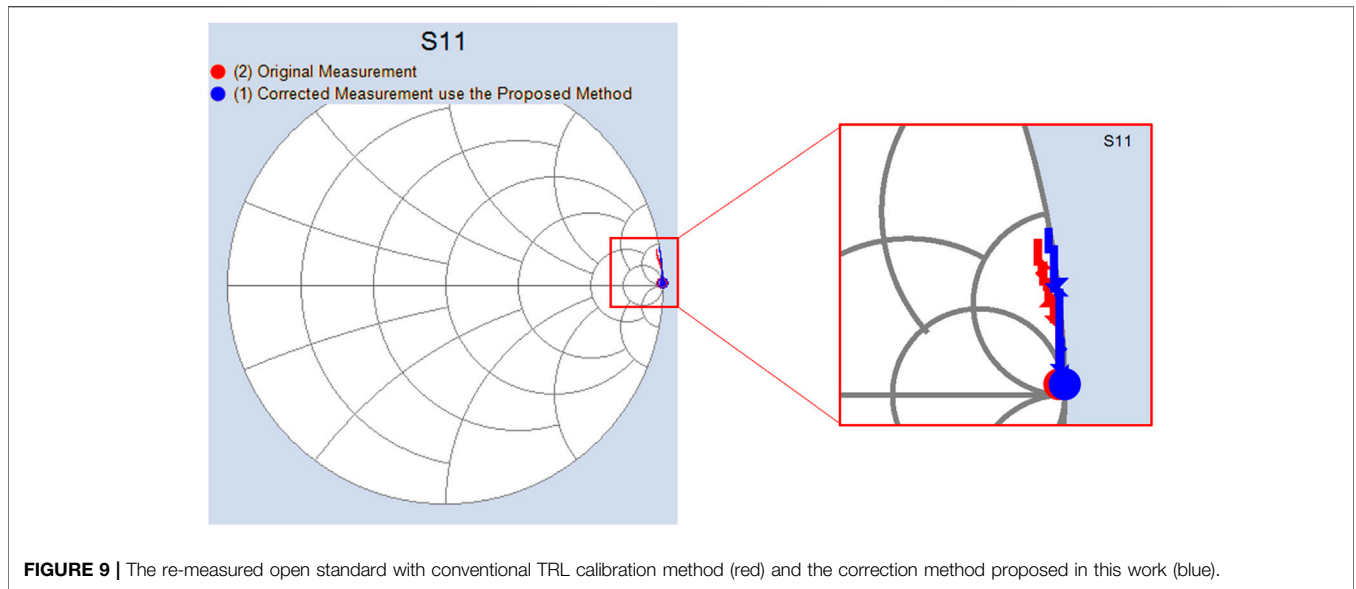 S11
(2) Original Measurement
(1) Corrected Measurement use the Proposed Method
S11
FIGURE 9 | The re-measured open standard with conventional TRL calibration method (red) and the correction method proposed in this work (blue).